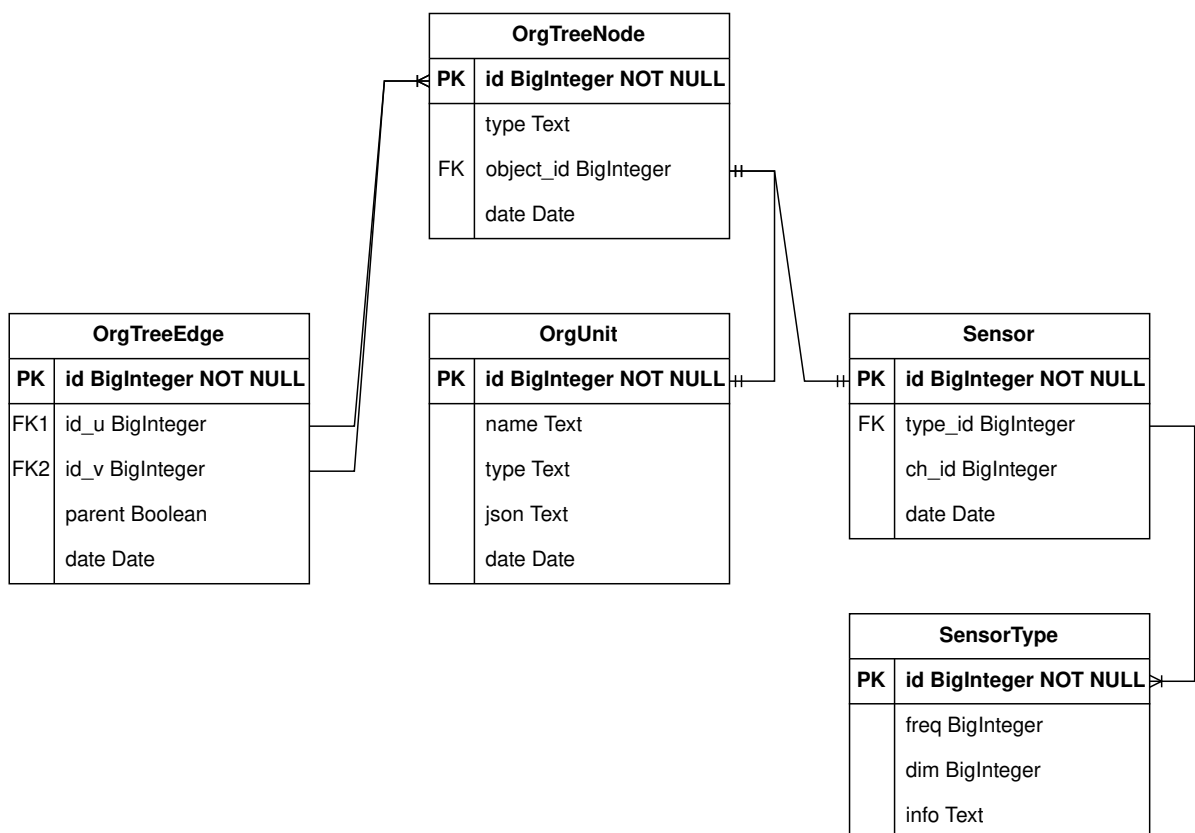 OrgTreeNode
PK id BigInteger NOT NULL
type Text
FK object_id BigInteger
date Date
OrgTreeEdge
PK id BigInteger NOT NULL
FK1 id_u BigInteger
FK2 id_v BigInteger
parent Boolean
date Date
OrgUnit
PK id BigInteger NOT NULL
name Text
type Text
json Text
date Date
Sensor
PK id BigInteger NOT NULL
FK type_id BigInteger
ch_id BigInteger
date Date
SensorType
PK id BigInteger NOT NULL
freq BigInteger
dim BigInteger
info Text